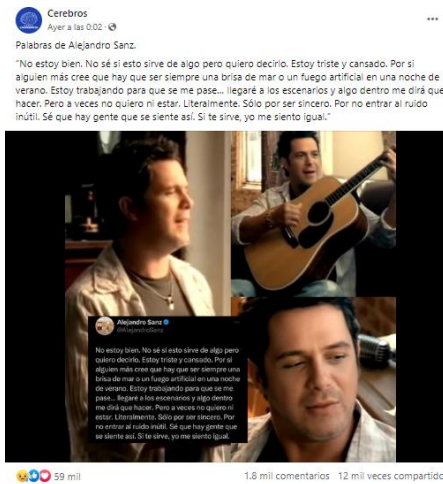 Cerebros
Ayer a las 0:02 ·
Palabras de Alejandro Sanz.
"No estoy bien. No sé si esto sirve de algo pero quiero decirlo. Estoy triste y cansado. Por si
alguien más cree que hay que ser siempre una brisa de mar o un fuego artificial en una noche de
verano. Estoy trabajando para que se me pase... llegaré a los escenarios y algo dentro me dirá que
hacer. Pero a veces no quiero ni estar. Literalmente. Sólo por ser sincero. Por no entrar al ruido
inútil. Sé que hay gente que se siente así. Si te sirve, yo me siento igual."
Alejandro Sanz
@AlejandroSanz
No estoy bien. No sé si esto sirve de algo pero
quiero decirlo. Estoy triste y cansado. Por si
alguien más cree que hay que ser siempre una
brisa de mar o un fuego artificial en una noche
de verano. Estoy trabajando para que se me
pase... llegaré a los escenarios y algo dentro
me dirá que hacer. Pero a veces no quiero ni
estar. Literalmente. Sólo por ser sincero. Por
no entrar al ruido inútil. Sé que hay gente que
se siente así. Si te sirve, yo me siento igual.
59 mil
1.8 mil comentarios 12 mil veces compartido